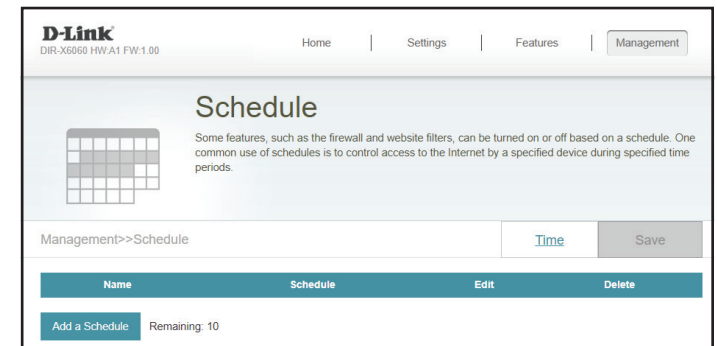 D-Link
DIR-X6060 HW:A1 FW:1.00
Home Settings Features Management
Schedule
Some features, such as the firewall and website filters, can be turned on or off based on a schedule. One
common use of schedules is to control access to the Internet by a specified device during specified time
periods.
Management>>Schedule Time Save
Name Schedule Edit Delete
Add a Schedule Remaining: 10